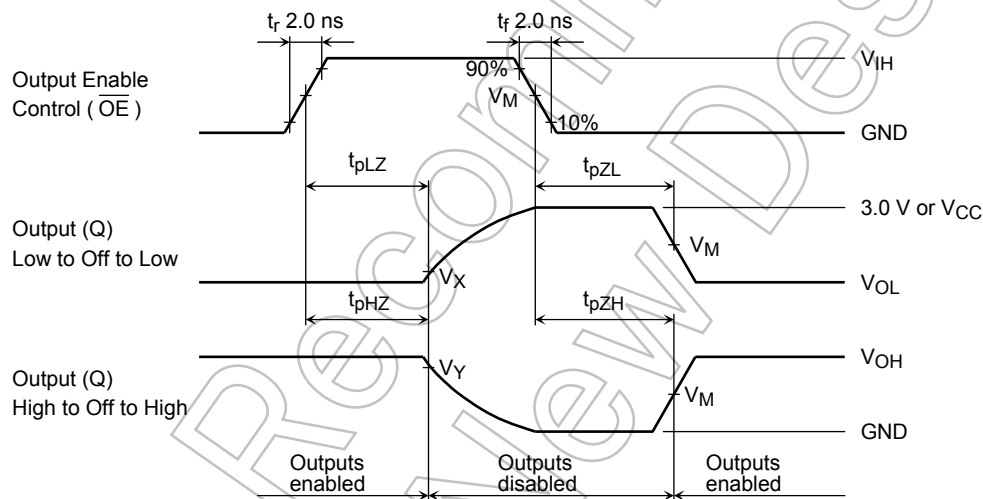 tr 2.0 ns
tf 2.0 ns
Output Enable
Control ( OE )
90%
VM
10%
VIH
GND
tpLZ
tpZL
Output (Q)
Low to Off to Low
3.0 V or VCC
VM
VX
VOL
tpHZ
tpZH
Output (Q)
High to Off to High
VY
VOH
VM
GND
Outputs
enabled
Outputs
disabled
Outputs
enabled